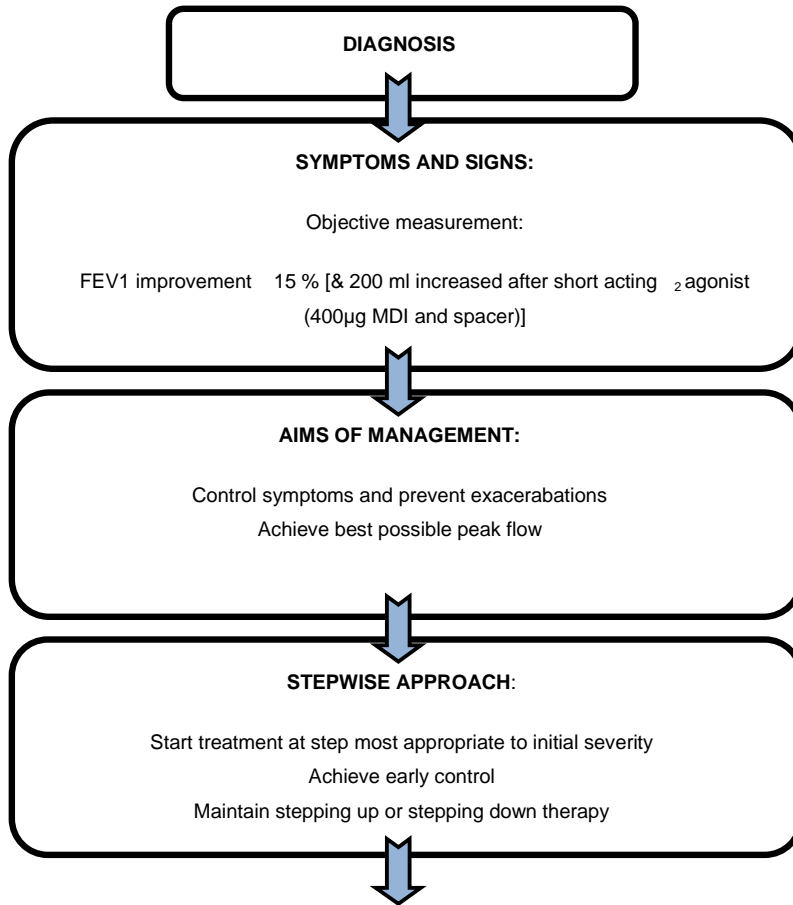 DIAGNOSIS
SYMPTOMS AND SIGNS:
Objective measurement:
FEV1 improvement 15 % [& 200 ml increased after short acting ₂ agonist
(400µg MDI and spacer)]
AIMS OF MANAGEMENT:
Control symptoms and prevent exacerabations
Achieve best possible peak flow
STEPWISE APPROACH:
Start treatment at step most appropriate to initial severity
Achieve early control
Maintain stepping up or stepping down therapy